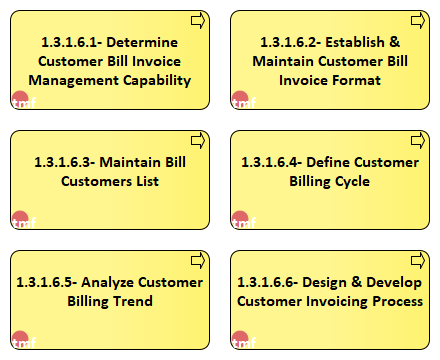 1.3.1.6.1- Determine
Customer Bill Invoice
Management Capability
tmf
1.3.1.6.2- Establish &
Maintain Customer Bill
Invoice Format
tmf
1.3.1.6.3- Maintain Bill
Customers List
tmf
1.3.1.6.4- Define Customer
Billing Cycle
tmf
1.3.1.6.5- Analyze Customer
Billing Trend
tmf
1.3.1.6.6- Design & Develop
Customer Invoicing Process
tmf